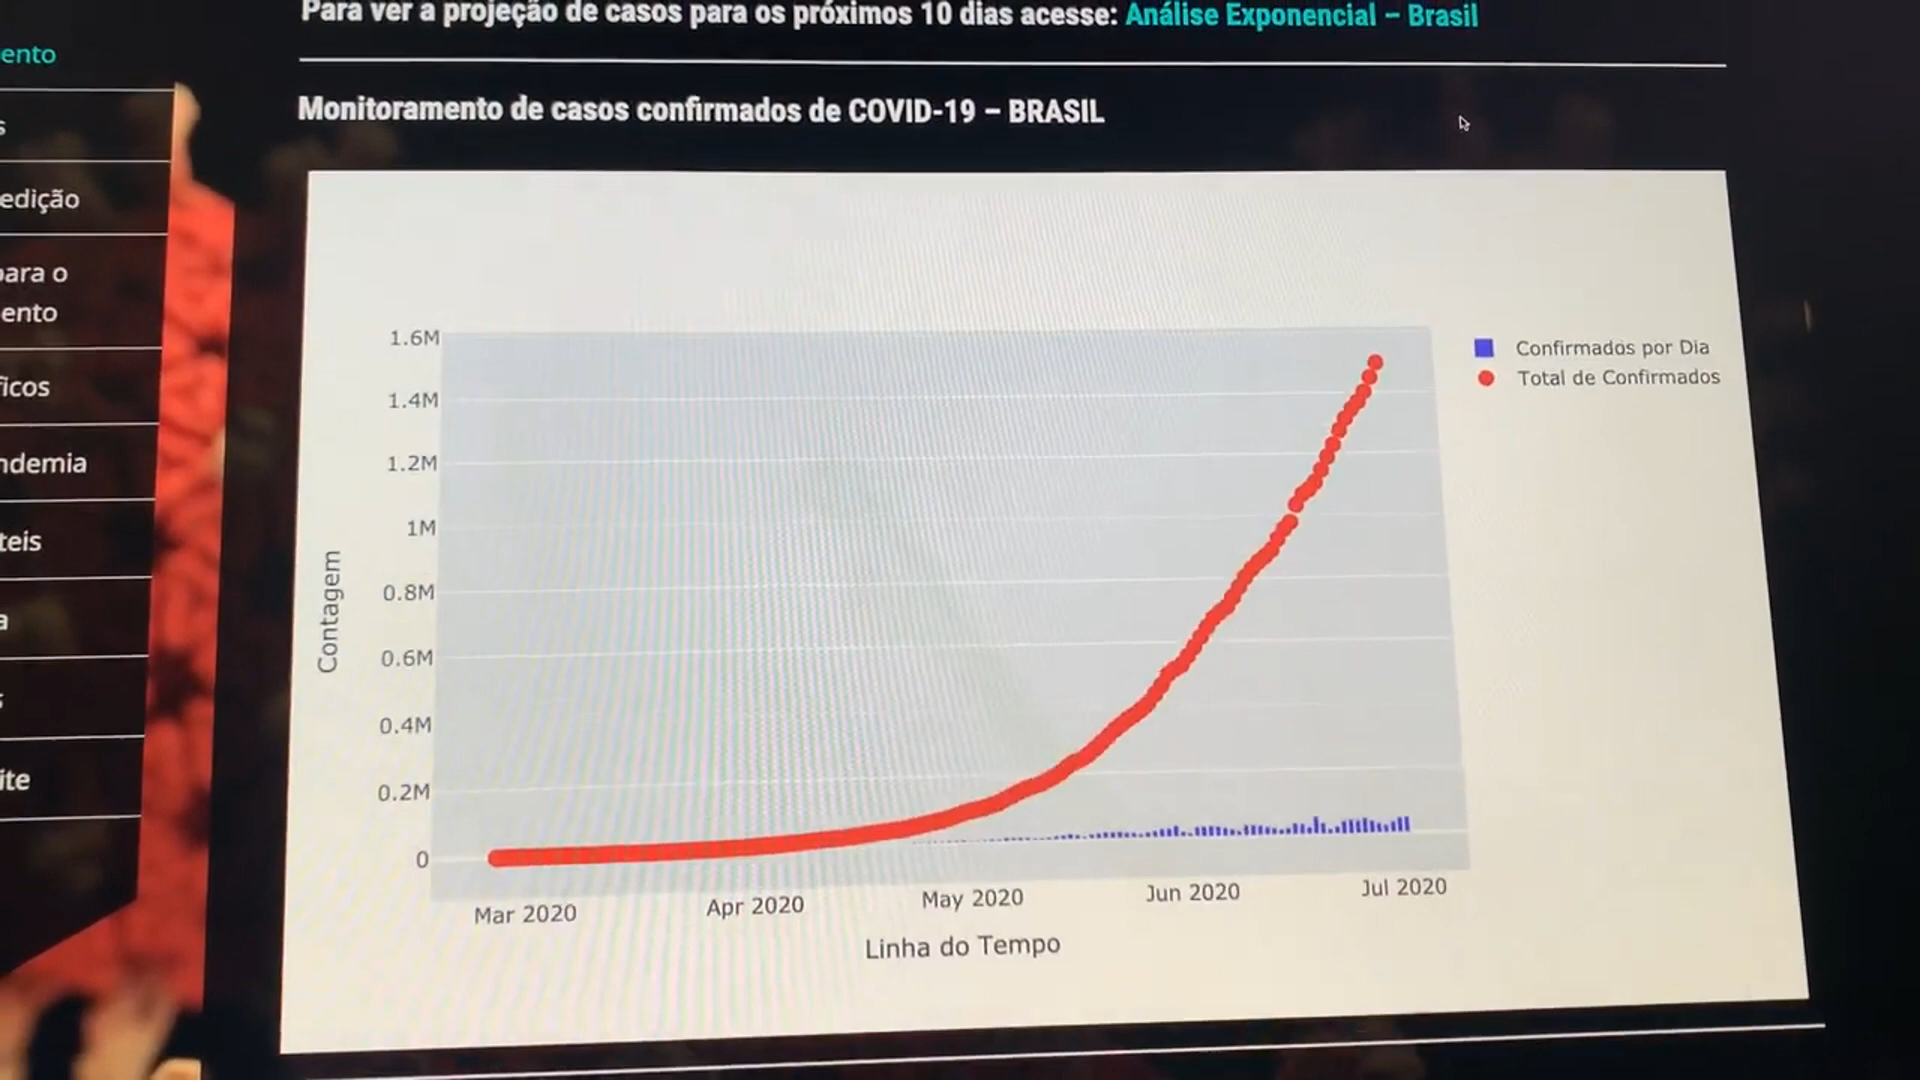 Para ver a projeção de casos para os próximos 10 dias acesse: Análise Exponencial – Brasil
ento
Monitoramento de casos confirmados de COVID-19 – BRASIL
s
edição
para o
ento
ficos
ndemia
teis
a
s
ite
Confirmados por Dia
Total de Confirmados
1.6M
1.4M
1.2M
1M
0.8M
0.6M
0.4M
0.2M
0
Contagem
Mar 2020
Apr 2020
May 2020
Jun 2020
Jul 2020
Linha do Tempo